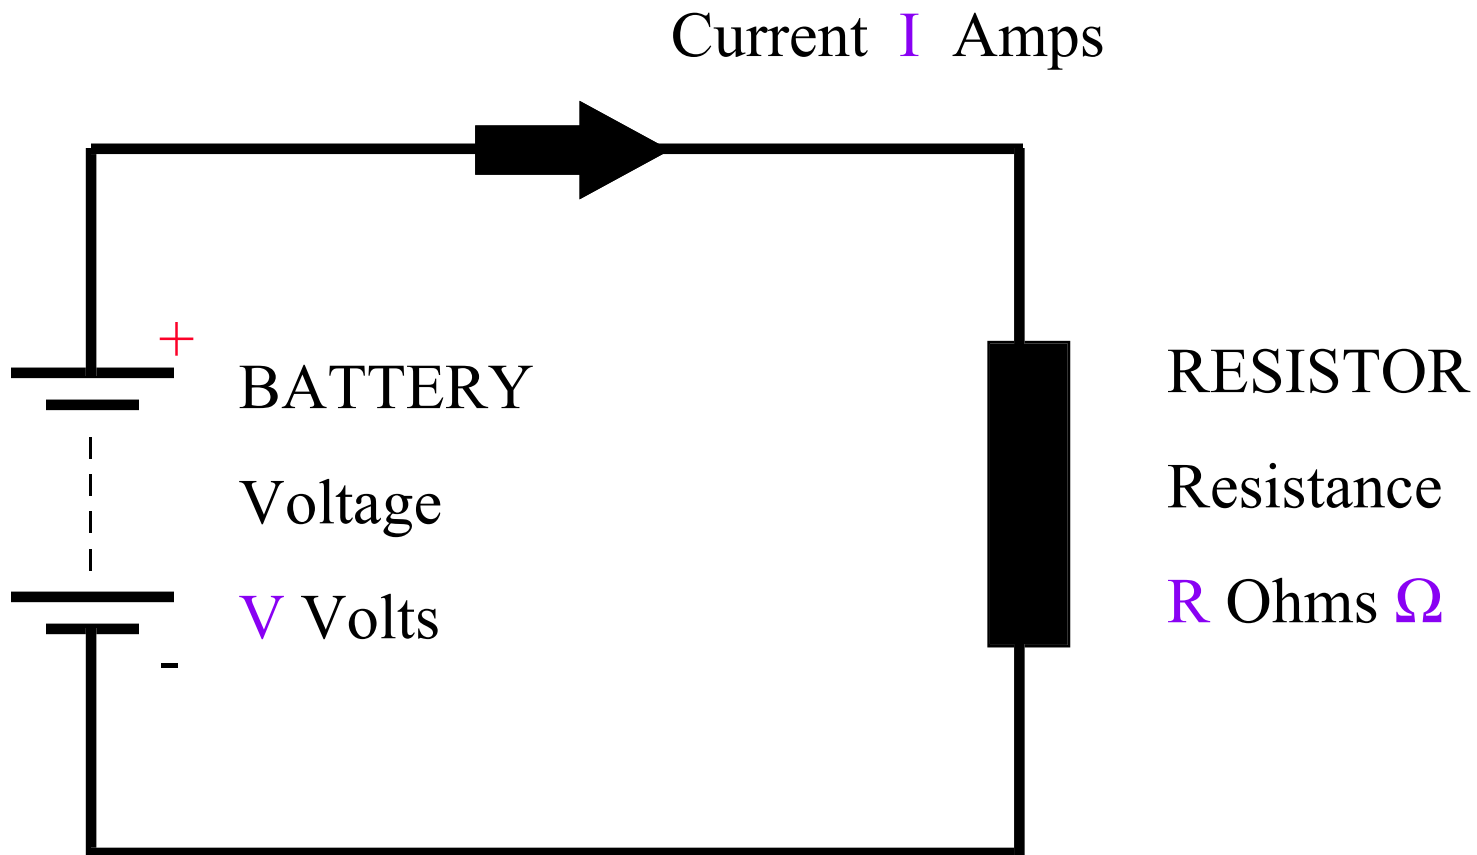 Current I Amps
+
BATTERY
Voltage
V Volts
-
RESISTOR
Resistance
R Ohms Ω